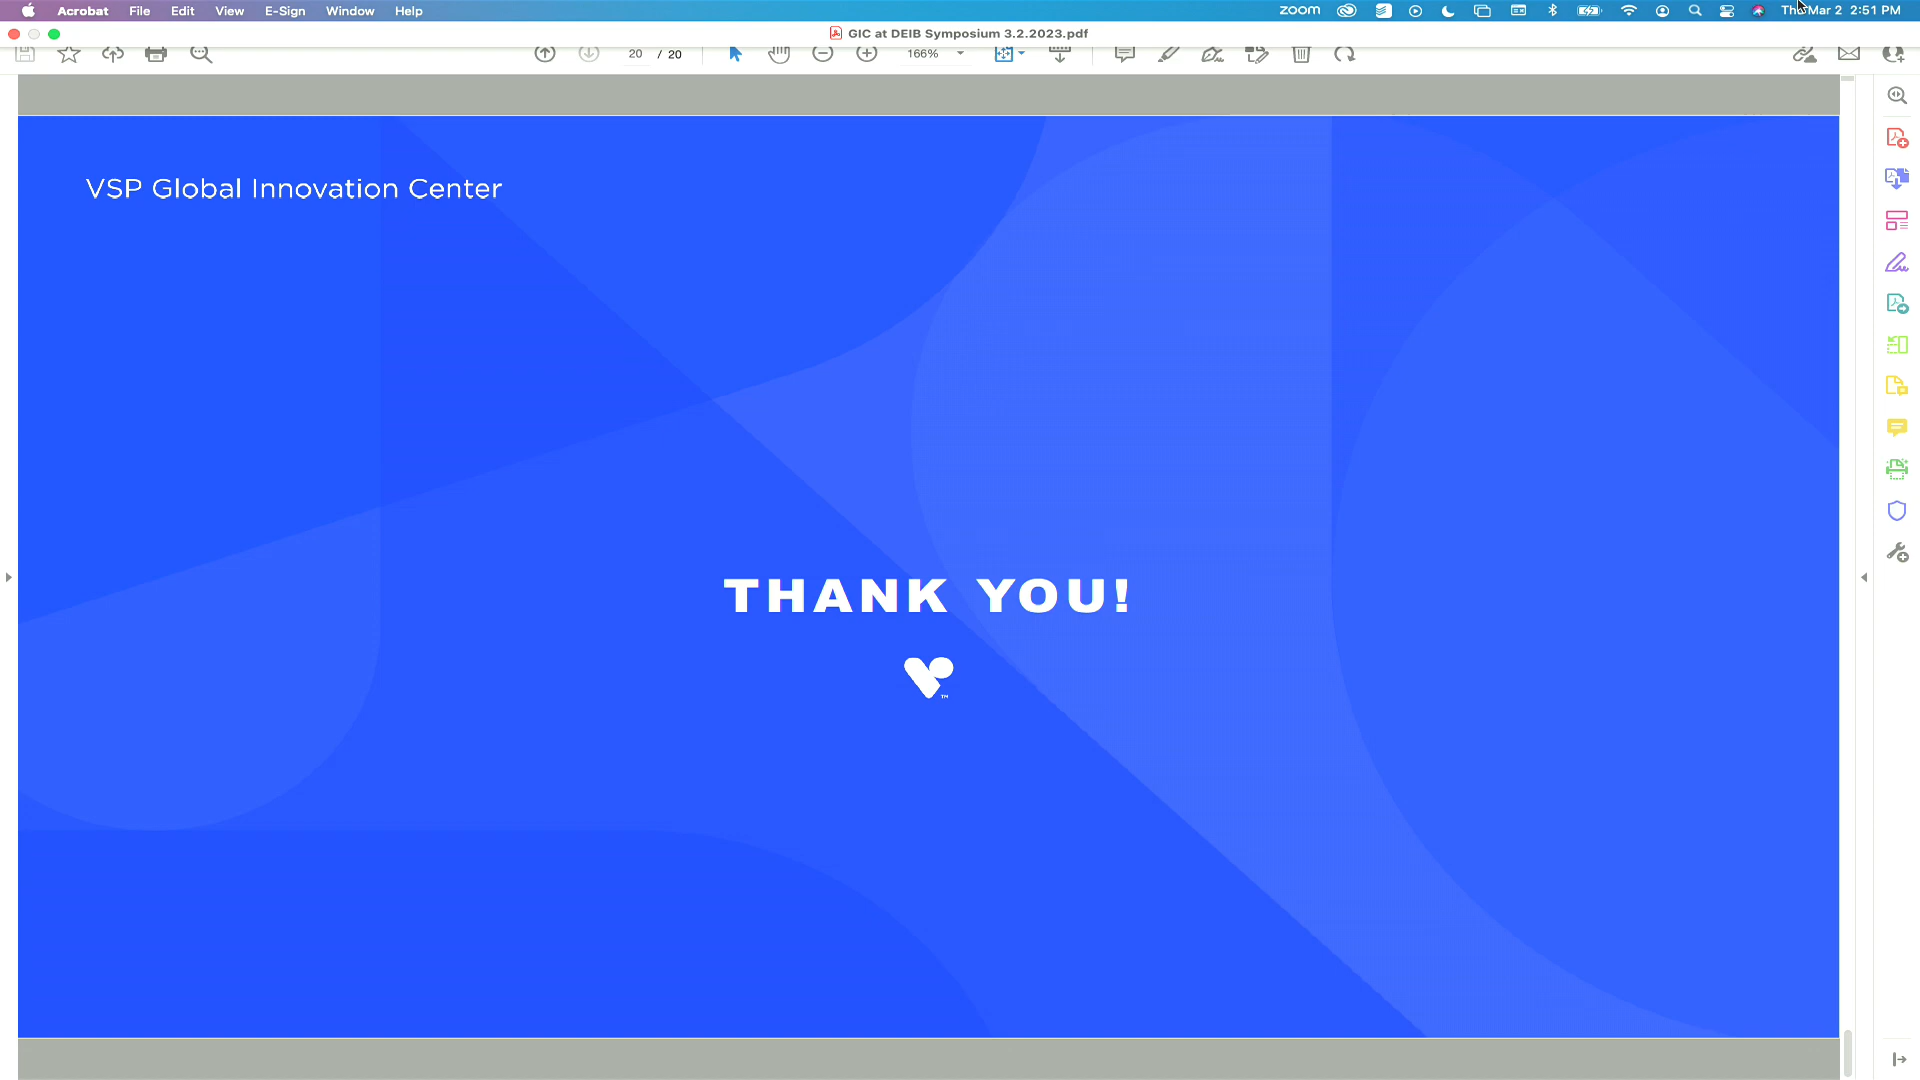 Acrobat File Edit View E-Sign Window Help zoom Mar 2 2:51 PM
GIC at DEIB Symposium 3.2.2023.pdf
20 / 20 166%
VSP Global Innovation Center
THANK YOU!
TM